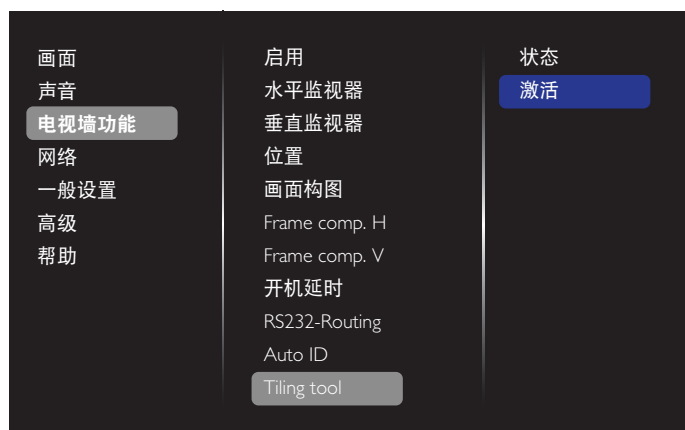 画面
声音
电视墙功能
网络
一般设置
高级
帮助
启用
水平监视器
垂直监视器
位置
画面构图
Frame comp. H
Frame comp. V
开机延时
RS232-Routing
Auto ID
Tiling tool
状态
激活